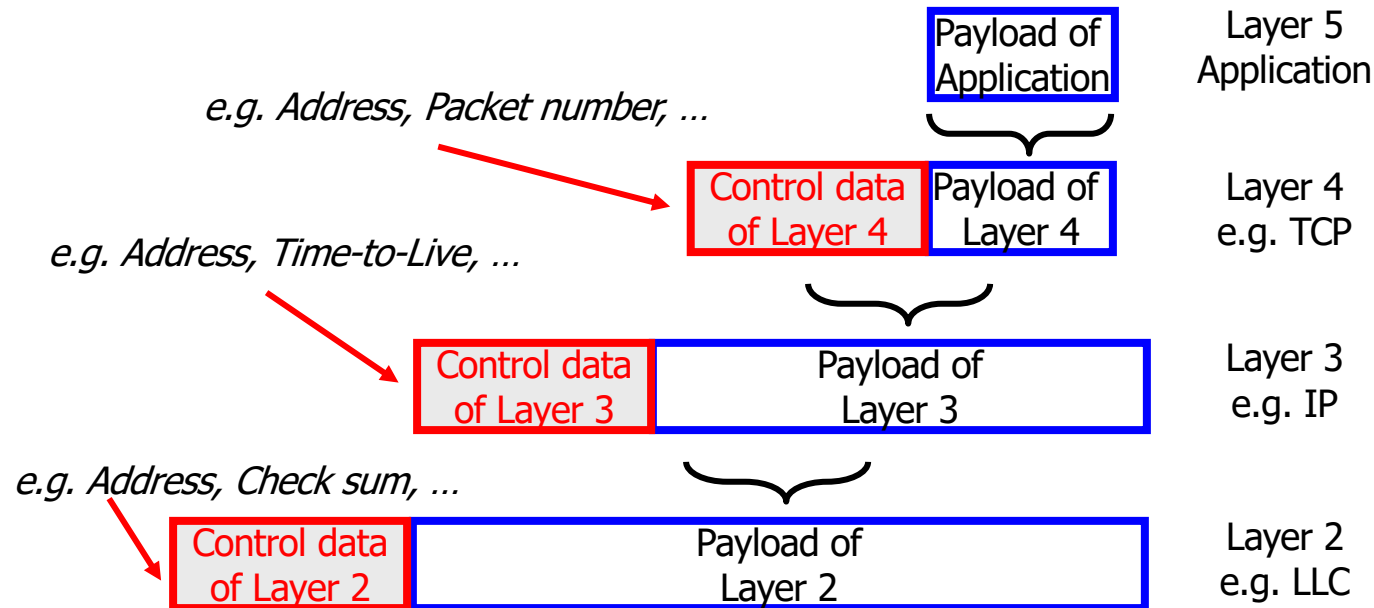 Payload of
Application
Layer 5
Application
e.g. Address, Packet number, …
Control data
of Layer 4
Payload of
Layer 4
Layer 4
e.g. TCP
e.g. Address, Time-to-Live, …
Control data
of Layer 3
Payload of
Layer 3
Layer 3
e.g. IP
e.g. Address, Check sum, …
Control data
of Layer 2
Payload of
Layer 2
Layer 2
e.g. LLC